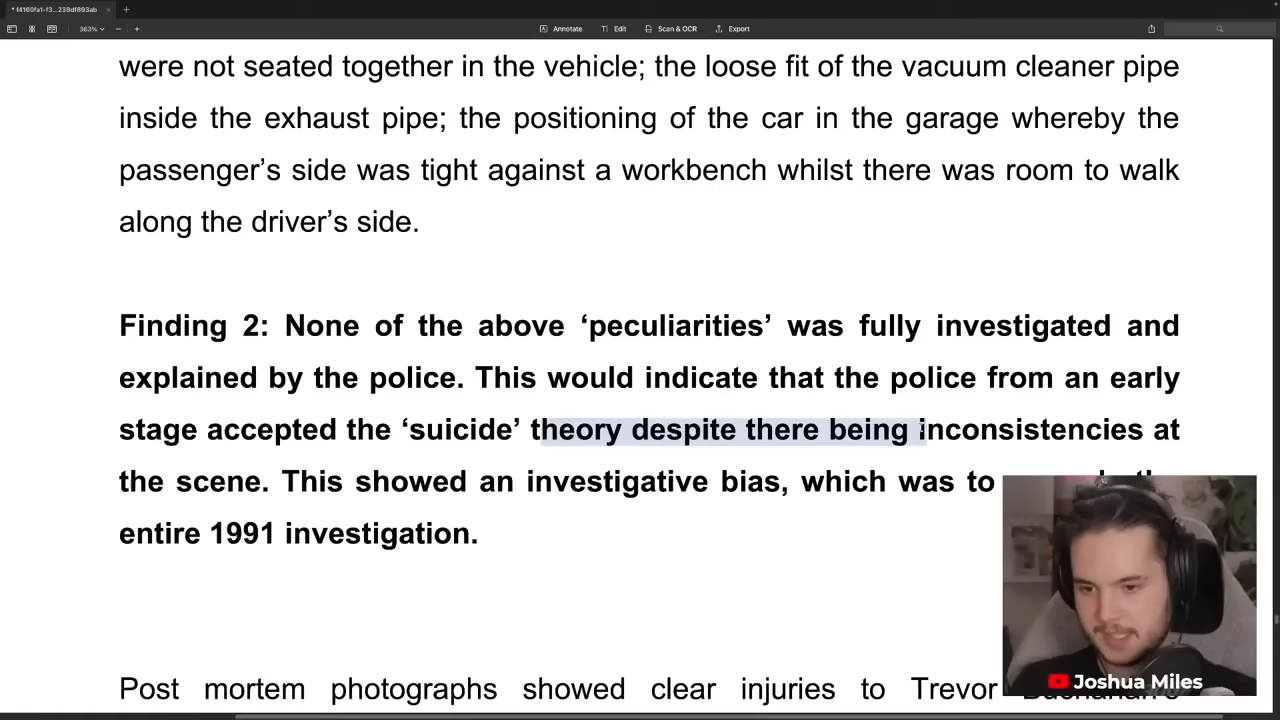 f4160fa1-f3...238df893ab
363%
Annotate
Edit
Scan & OCR
Export
were not seated together in the vehicle; the loose fit of the vacuum cleaner pipe
inside the exhaust pipe; the positioning of the car in the garage whereby the
passenger’s side was tight against a workbench whilst there was room to walk
along the driver’s side.
Finding 2: None of the above ‘peculiarities’ was fully investigated and
explained by the police. This would indicate that the police from an early
stage accepted the ‘suicide’ theory despite there being inconsistencies at
the scene. This showed an investigative bias, which was to
entire 1991 investigation.
Post mortem photographs showed clear injuries to Trevor
Joshua Miles